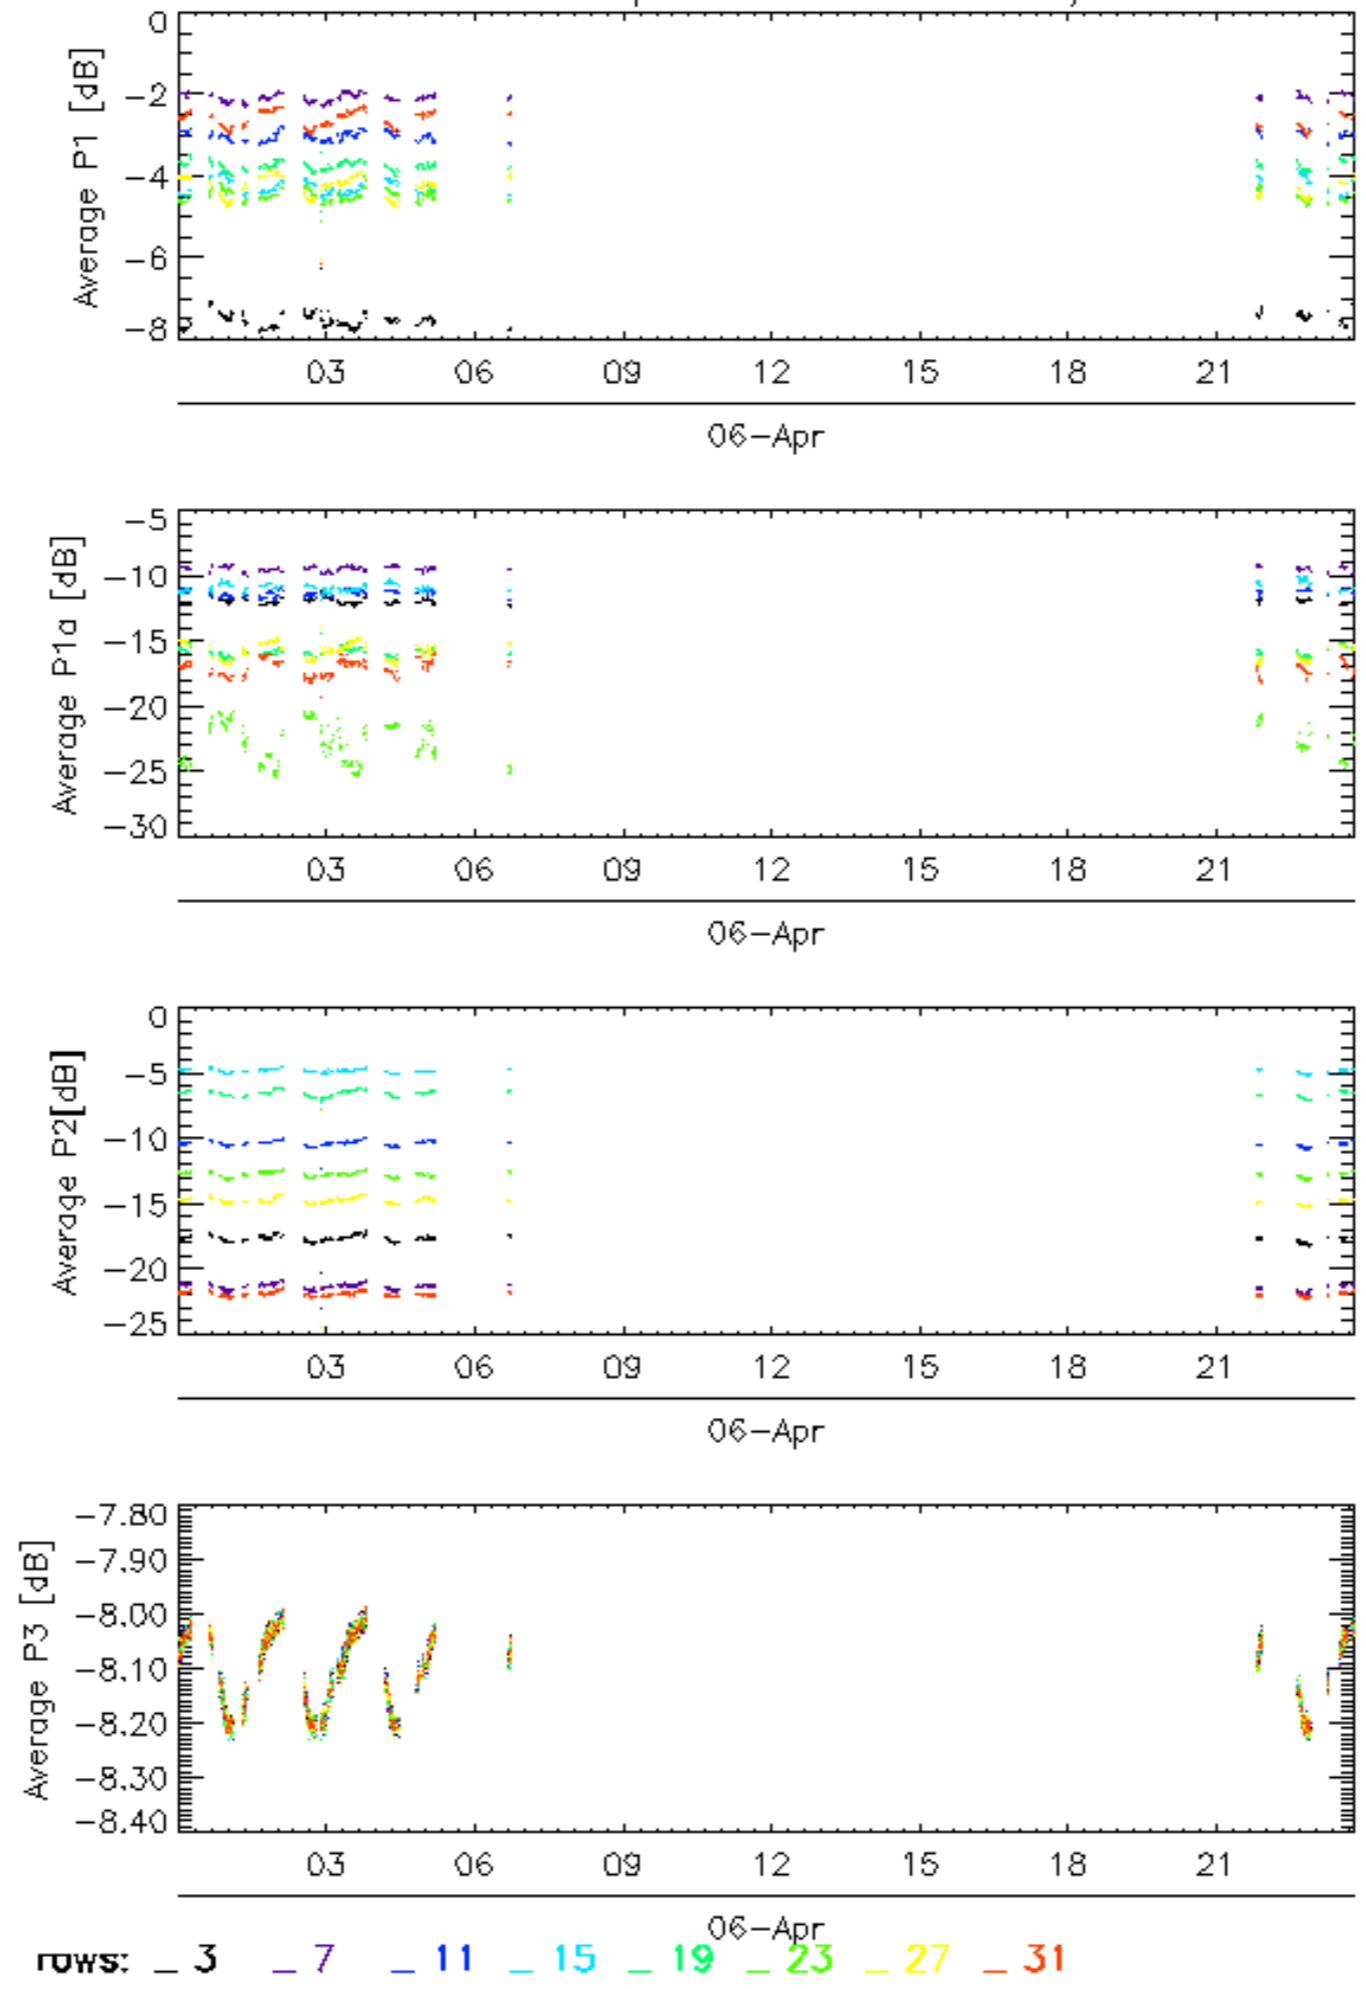 Average P1 [dB]
0
−2
−4
−6
−8
03 06 09 12 15 18 21
06−Apr
Average P1a [dB]
−5
−10
−15
−20
−25
−30
03 06 09 12 15 18 21
06−Apr
Average P2[dB]
0
−5
−10
−15
−20
−25
03 06 09 12 15 18 21
06−Apr
Average P3 [dB]
−7.80
−7.90
−8.00
−8.10
−8.20
−8.30
−8.40
03 06 09 12 15 18 21
06−Apr
rows: _ 3 _ 7 _ 11 _ 15 _ 19 _ 23 _ 27 _ 31